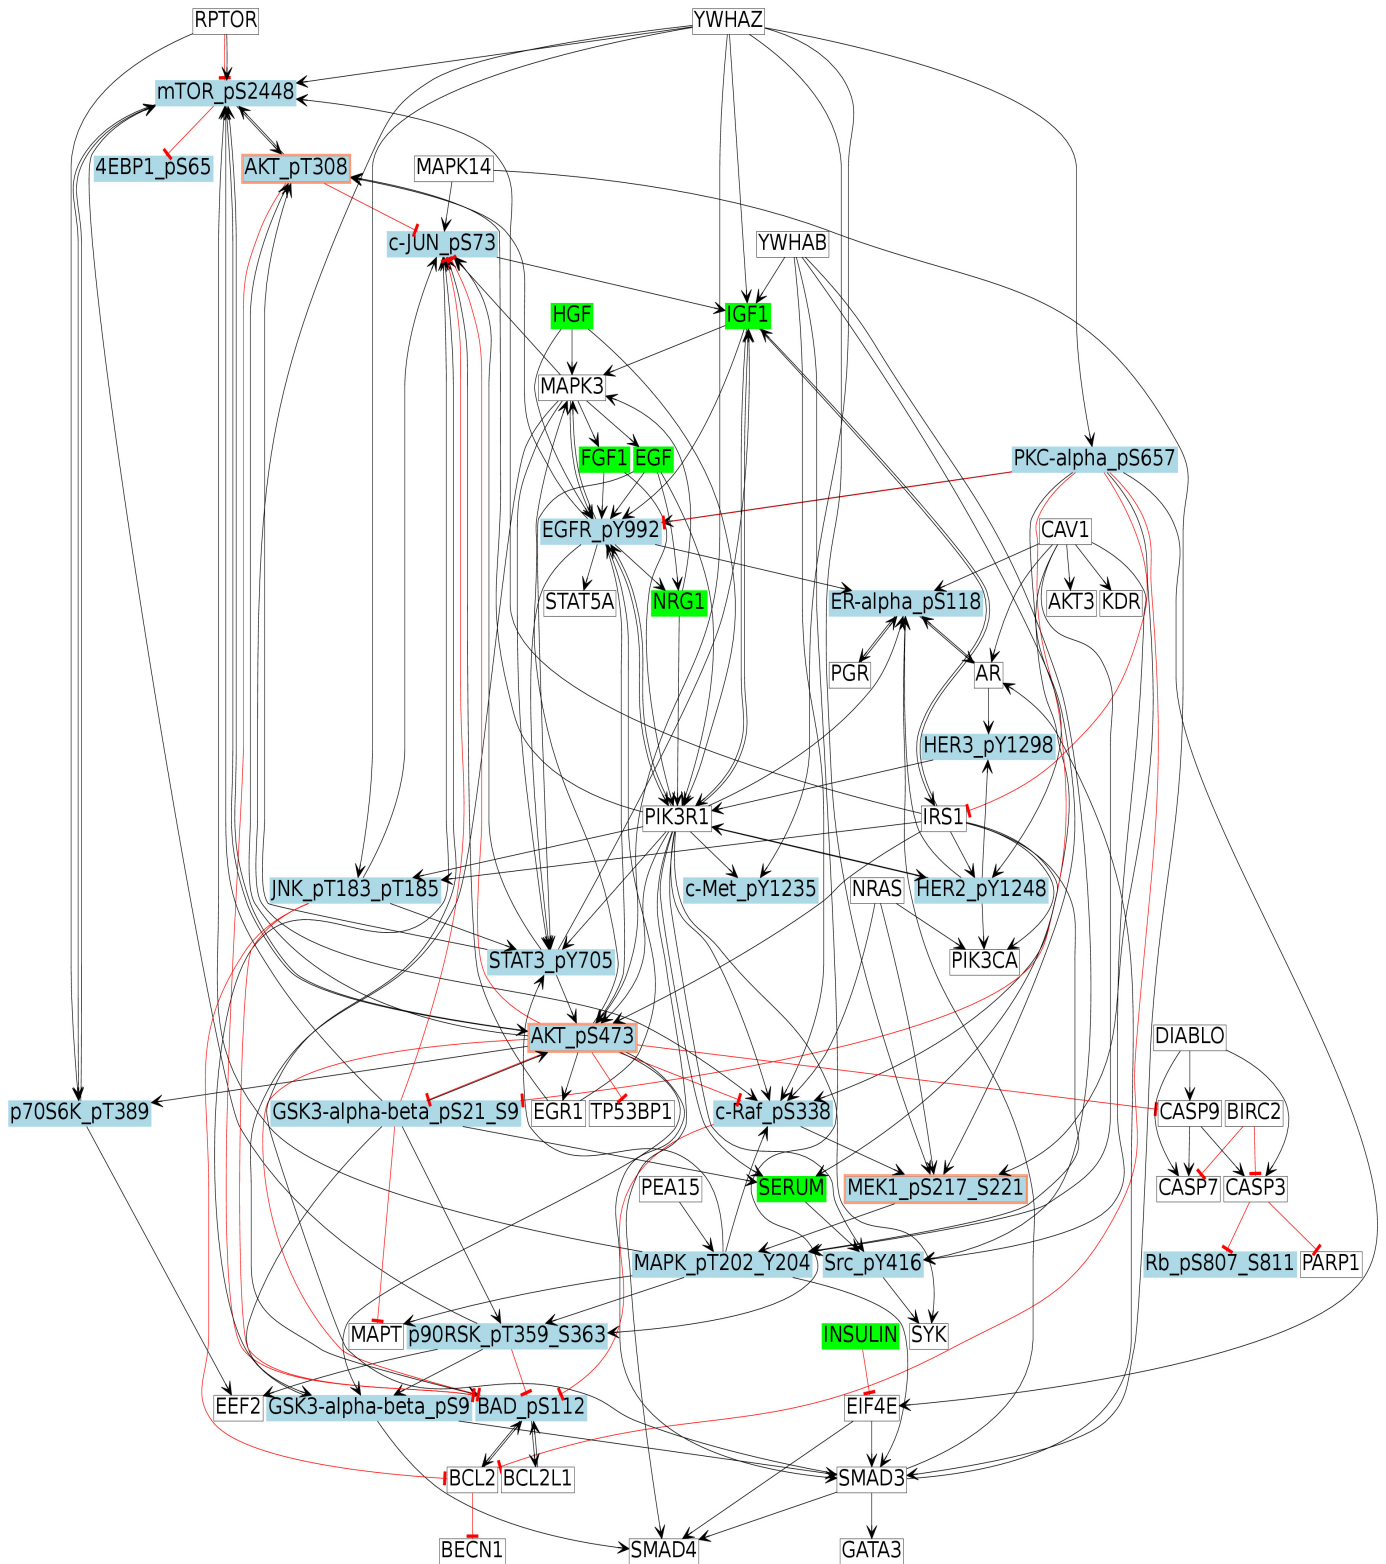 RPTOR
YWHAZ
mTOR_pS2448
4EBP1_pS65
AKT_pT308
MAPK14
c-JUN_pS73
YWHAB
HGF
IGF1
MAPK3
FGF1
EGF
PKC-alpha_pS657
EGFR_pY992
CAV1
STAT5A
NRG1
ER-alpha_pS118
AKT3
KDR
PGR
AR
HER3_pY1298
PIK3R1
IRS1
JNK_pT183_pT185
c-Met_pY1235
NRAS
HER2_pY1248
STAT3_pY705
PIK3CA
AKT_pS473
DIABLO
p70S6K_pT389
GSK3-alpha-beta_pS21_S9
EGR1
TP53BP1
c-Raf_pS338
CASP9
BIRC2
PEA15
SERUM
MEK1_pS217_S221
CASP7
CASP3
MAPK_pT202_Y204
Src_pY416
Rb_pS807_S811
PARP1
MAPT
p90RSK_pT359_S363
INSULIN
SYK
EEF2
GSK3-alpha-beta_pS9
BAD_pS112
EIF4E
BCL2
BCL2L1
SMAD3
BECN1
SMAD4
GATA3